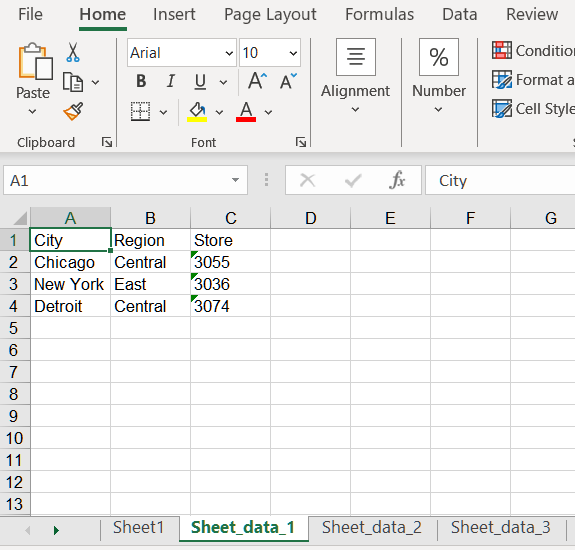 File Home Insert Page Layout Formulas Data Review
Arial 10
Paste B I U A A Alignment % Number Conditio
Format a
Cell Style
A A
Clipboard Font
A1 fx City
A B C D E F G
1 City Region Store
2 Chicago Central 3055
3 New York East 3036
4 Detroit Central 3074
5
6
7
8
9
10
11
12
13
Sheet1 Sheet_data_1 Sheet_data_2 Sheet_data_3